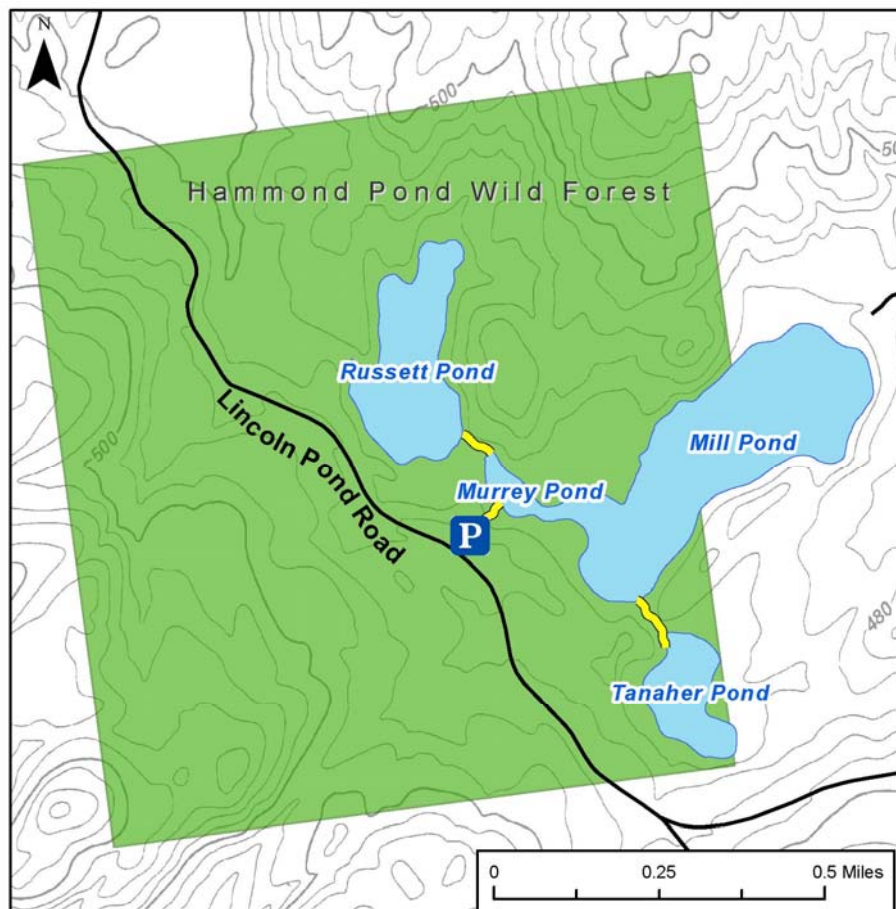 N
500
50
Hammond Pond Wild Forest
Russett Pond
Lincoln Pond Road
Mill Pond
500
Murrey Pond
P
480
Tanaher Pond
0 0.25 0.5 Miles